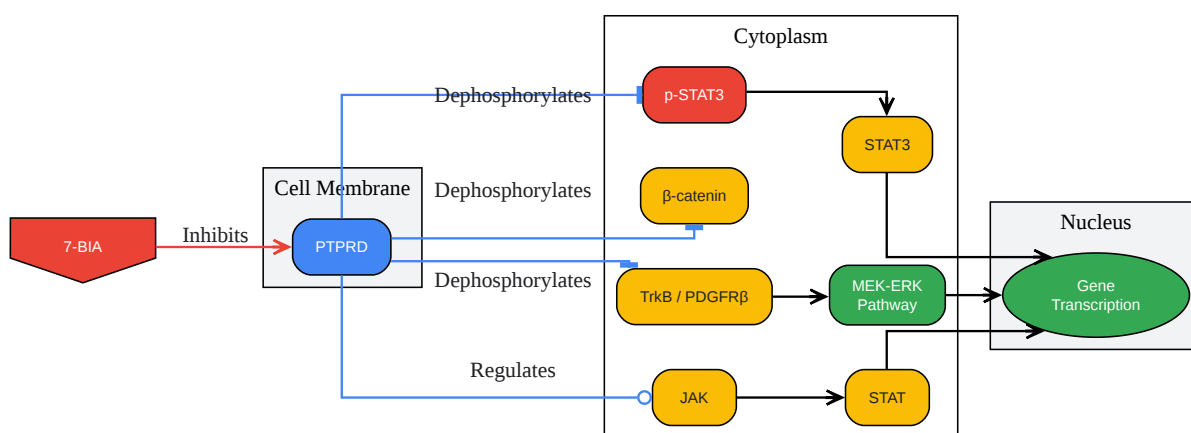 Cytoplasm
Dephosphorylates
p-STAT3
STAT3
Cell Membrane
Dephosphorylates
β-catenin
Nucleus
7-BIA
Inhibits
PTPRD
Dephosphorylates
TrkB / PDGFRβ
MEK-ERK
Pathway
Gene
Transcription
Regulates
JAK
STAT